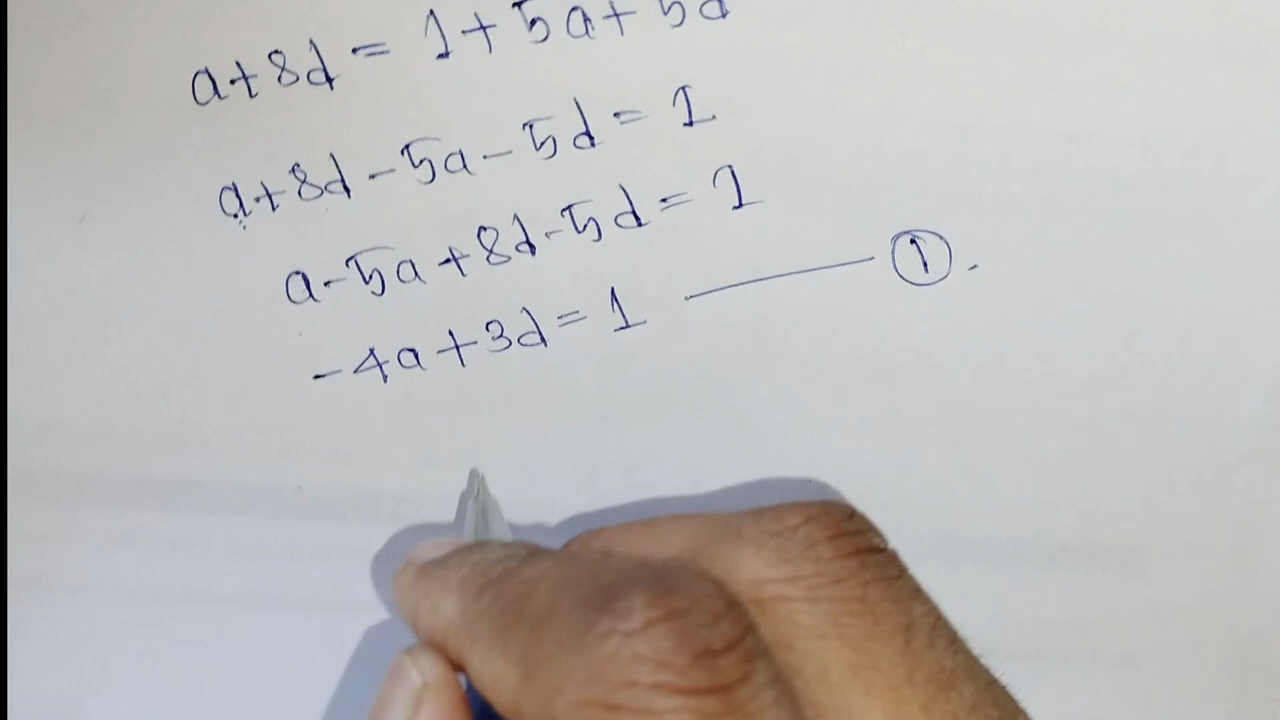 a+8d = 1+5a+5d
a+8d-5a-5d = 1
a-5a+8d-5d = 1
-4a+3d = 1 ——— ①.